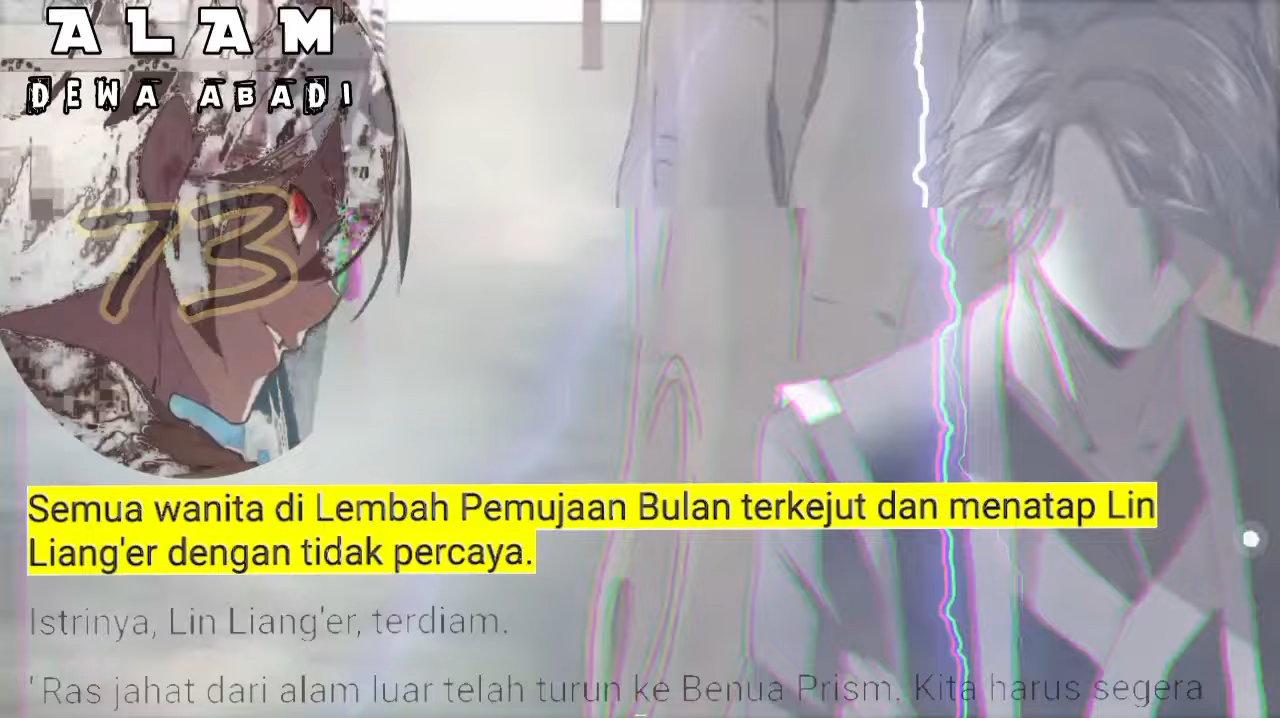 ALAM
DEWA ABADI
73
Semua wanita di Lembah Pemujaan Bulan terkejut dan menatap Lin
Liang'er dengan tidak percaya.
Istrinya, Lin Liang'er, terdiam.
'Ras jahat dari alam luar telah turun ke Benua Prism. Kita harus segera